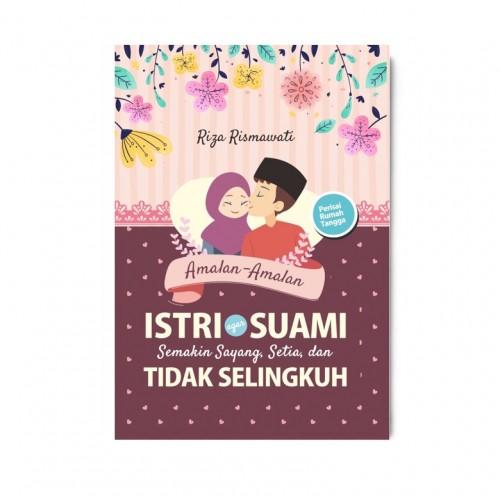 Riza Rismawati
Perisai
Rumah
Tangga
Amalan-Amalan
ISTRI agar SUAMI
Semakin Sayang, Setia, dan
TIDAK SELINGKUH